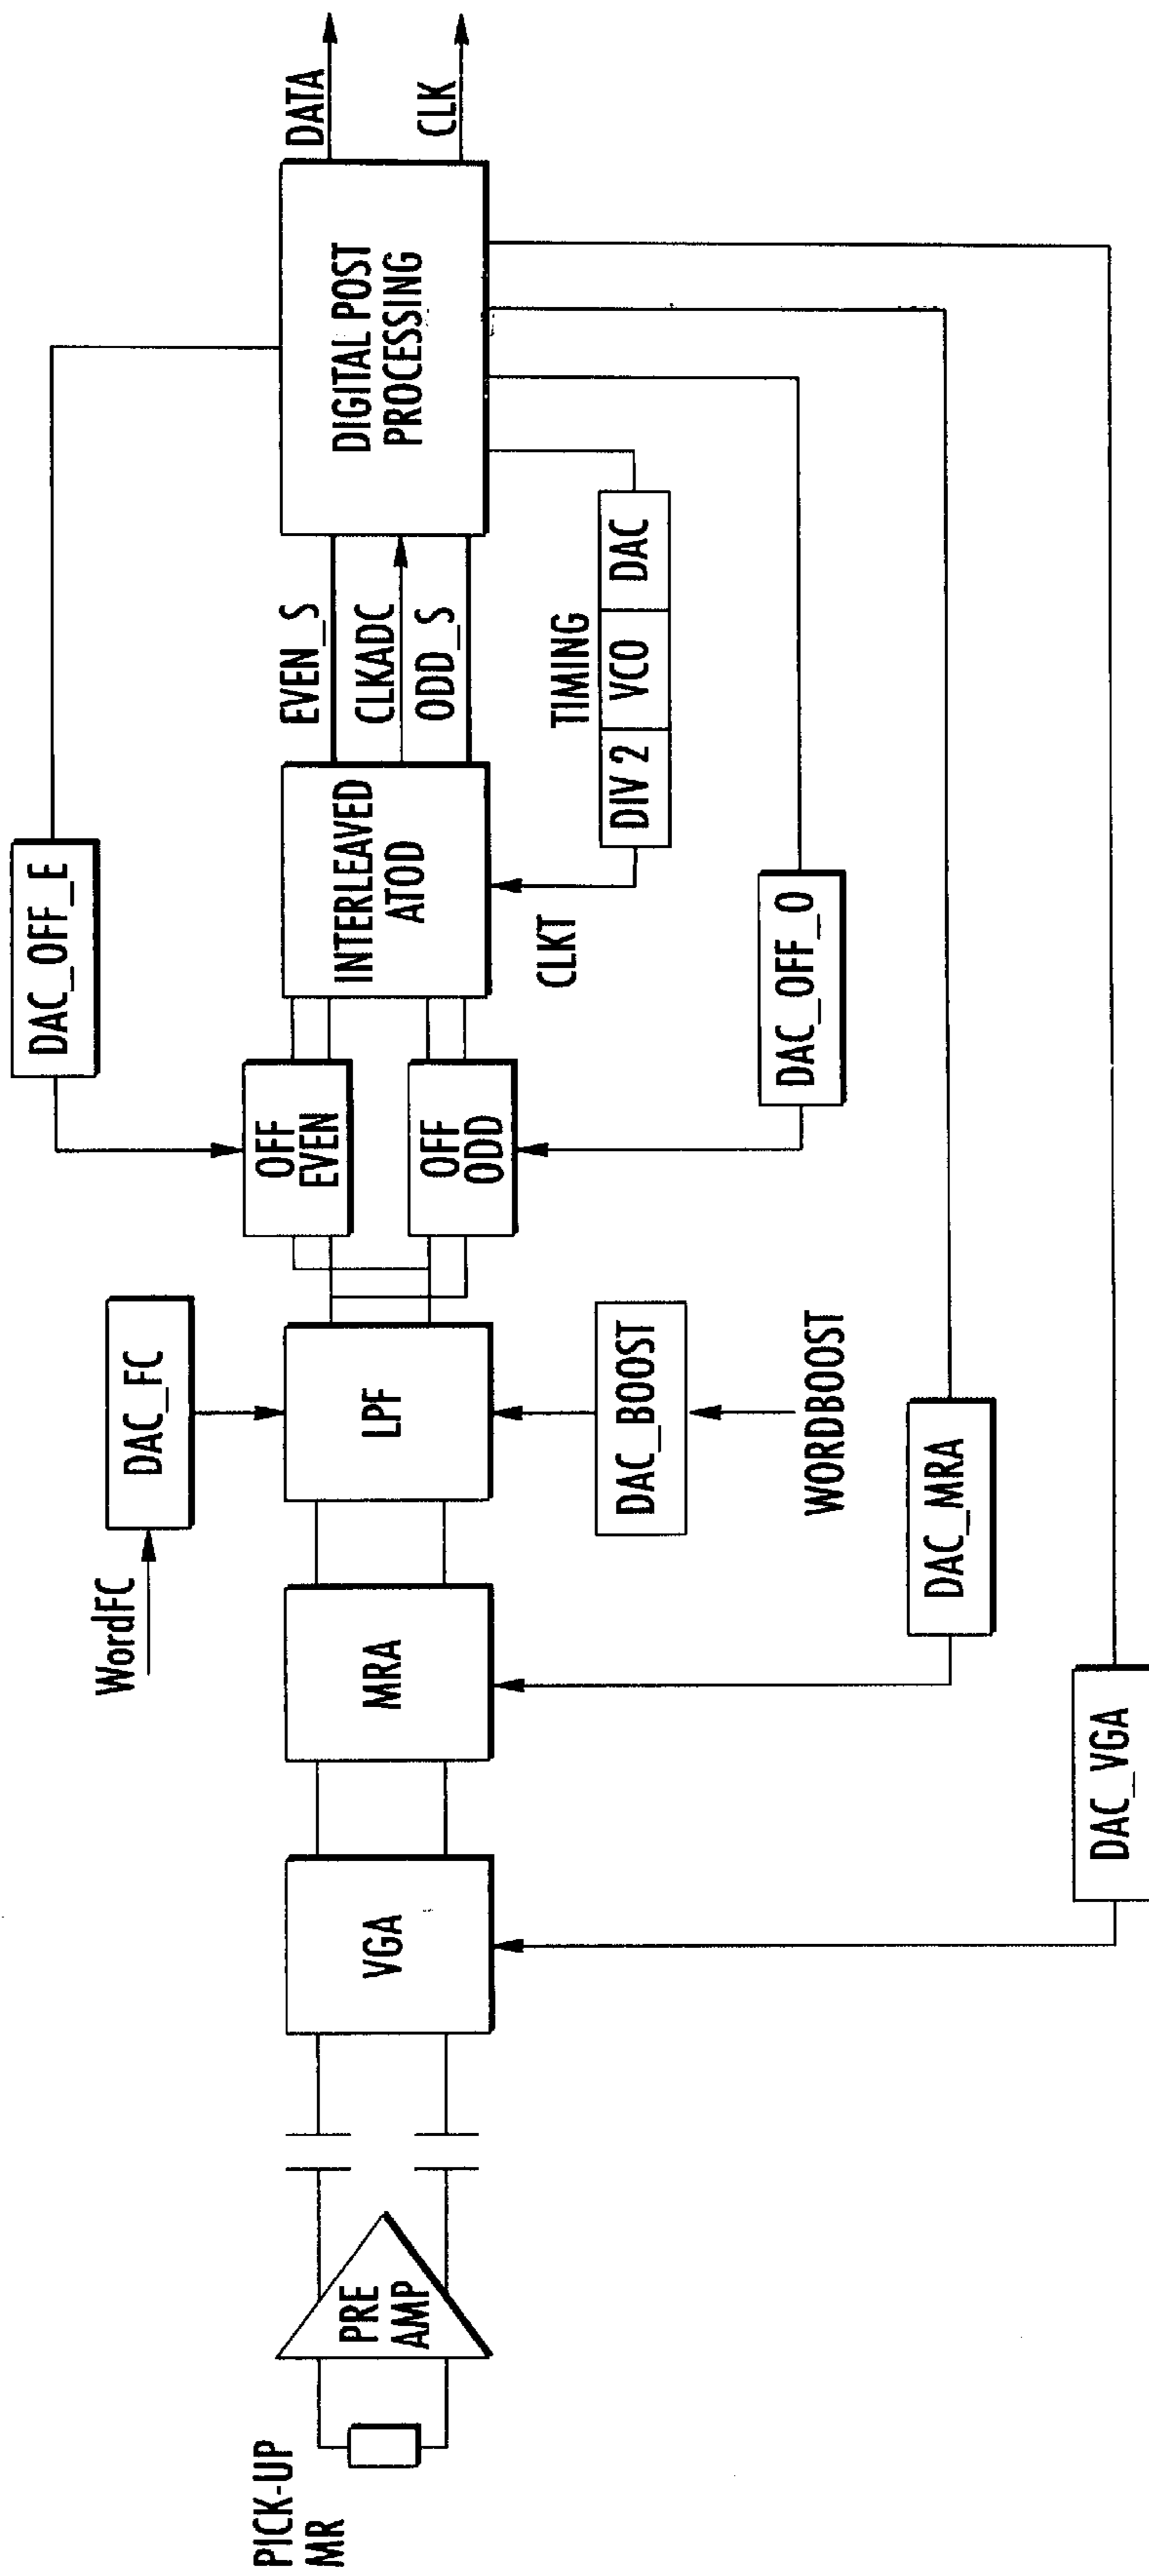 PICK-UP
MR
PRE
AMP
VGA
MRA
LPF
WordFC
DAC_FC
DAC_BOOST
WORDBOOST
OFF
EVEN
OFF
ODD
DAC_OFF_E
INTERLEAVED
ATOD
CLKT
EVEN_S
CLKADC
ODD_S
TIMING
DIV 2
VCO
DAC
DIGITAL POST
PROCESSING
DATA
CLK
DAC_OFF_O
DAC_MRA
DAC_VGA